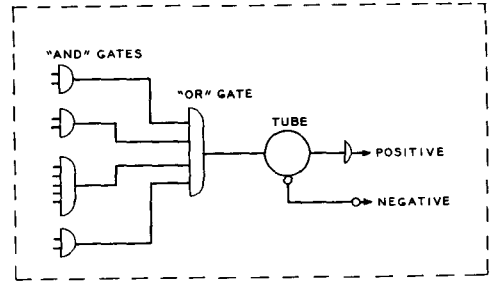 "AND" GATES
"OR" GATE
TUBE
POSITIVE
NEGATIVE